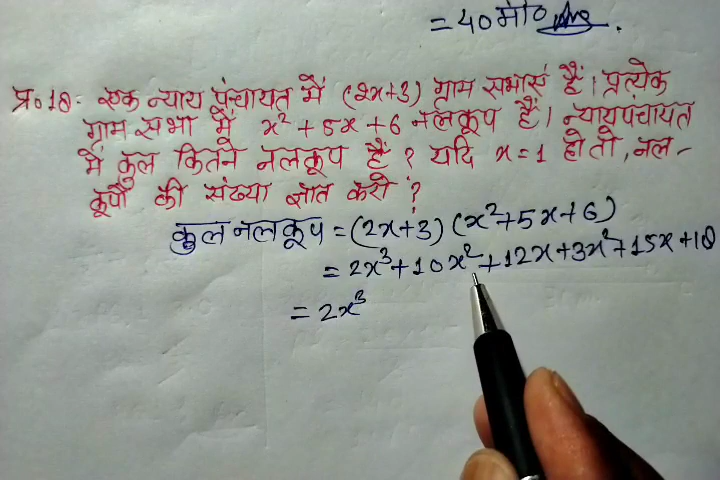 = 40 मी० Ans.
प्र० 18- एक न्याय पंचायत में (2x+3) ग्राम सभाएं हैं। प्रत्येक
ग्राम सभा में x²+5x+6 नलकूप हैं। न्यायपंचायत
में कुल कितने नलकूप हैं ? यदि x=1 हो तो, नल-
कूपों की संख्या ज्ञात करो ?
कुल नलकूप = (2x+3) (x²+5x+6)
= 2x³+10x²+12x+3x²+15x+18
= 2x³